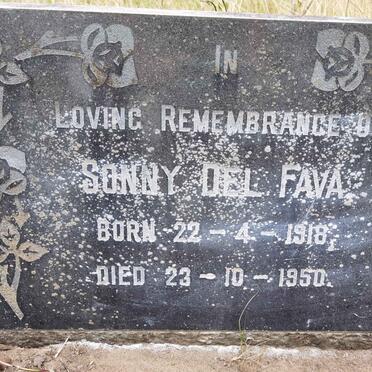 IN
LOVING REMEMBRANCE O
SONNY DEL FAVA,
BORN 22 - 4 - 1918,
DIED 23 - 10 - 1950.